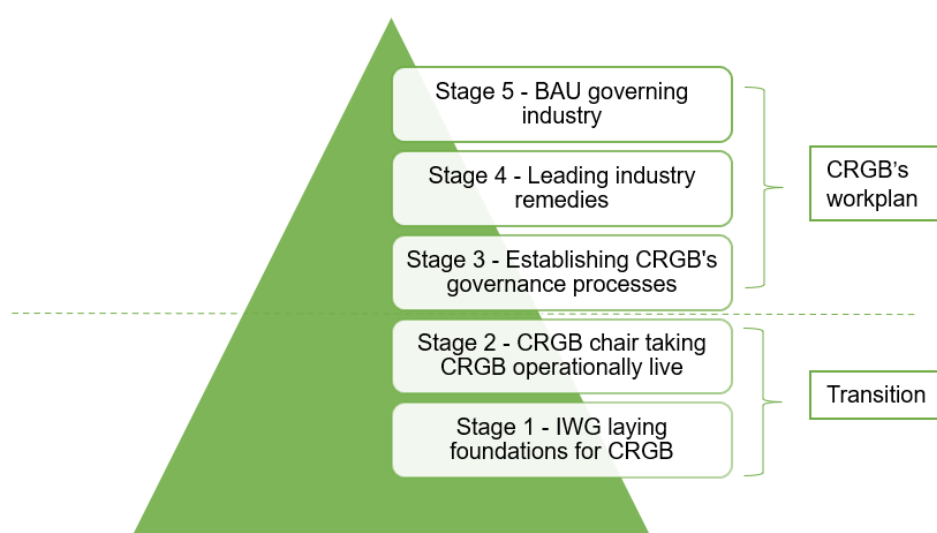 Stage 5 - BAU governing
industry
Stage 4 - Leading industry
remedies
Stage 3 - Establishing CRGB's
governance processes
CRGB’s
workplan
Stage 2 - CRGB chair taking
CRGB operationally live
Stage 1 - IWG laying
foundations for CRGB
Transition